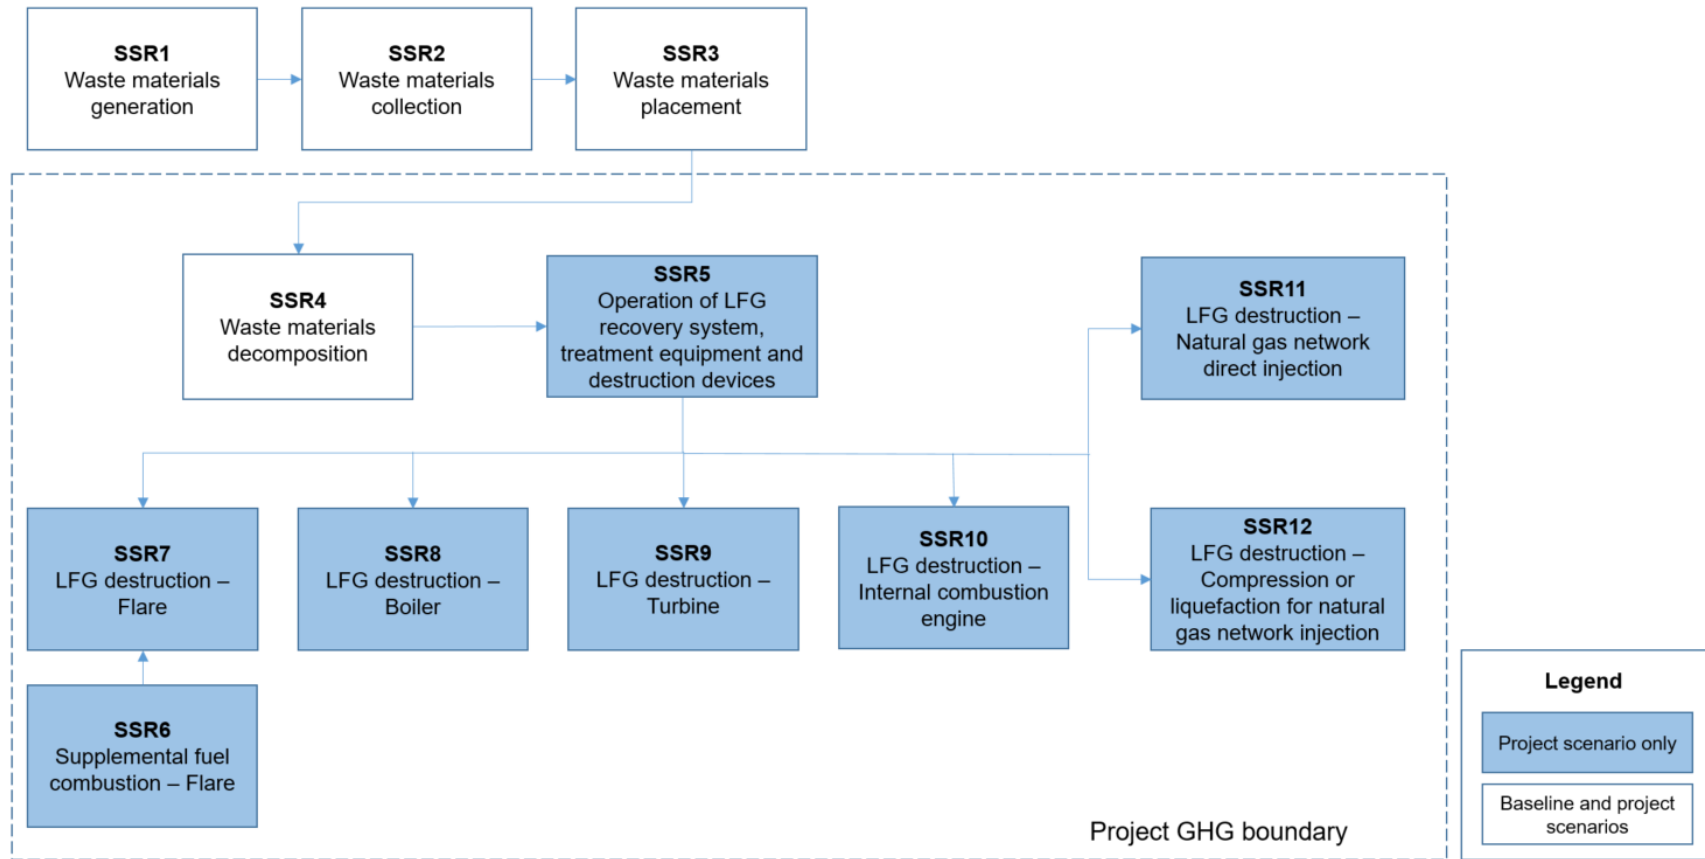 SSR1
Waste materials
generation
SSR2
Waste materials
collection
SSR3
Waste materials
placement
SSR4
Waste materials
decomposition
SSR5
Operation of LFG
recovery system,
treatment equipment and
destruction devices
SSR11
LFG destruction –
Natural gas network
direct injection
SSR7
LFG destruction –
Flare
SSR8
LFG destruction –
Boiler
SSR9
LFG destruction –
Turbine
SSR10
LFG destruction –
Internal combustion
engine
SSR12
LFG destruction –
Compression or
liquefaction for natural
gas network injection
SSR6
Supplemental fuel
combustion – Flare
Project GHG boundary
Legend
Project scenario only
Baseline and project
scenarios